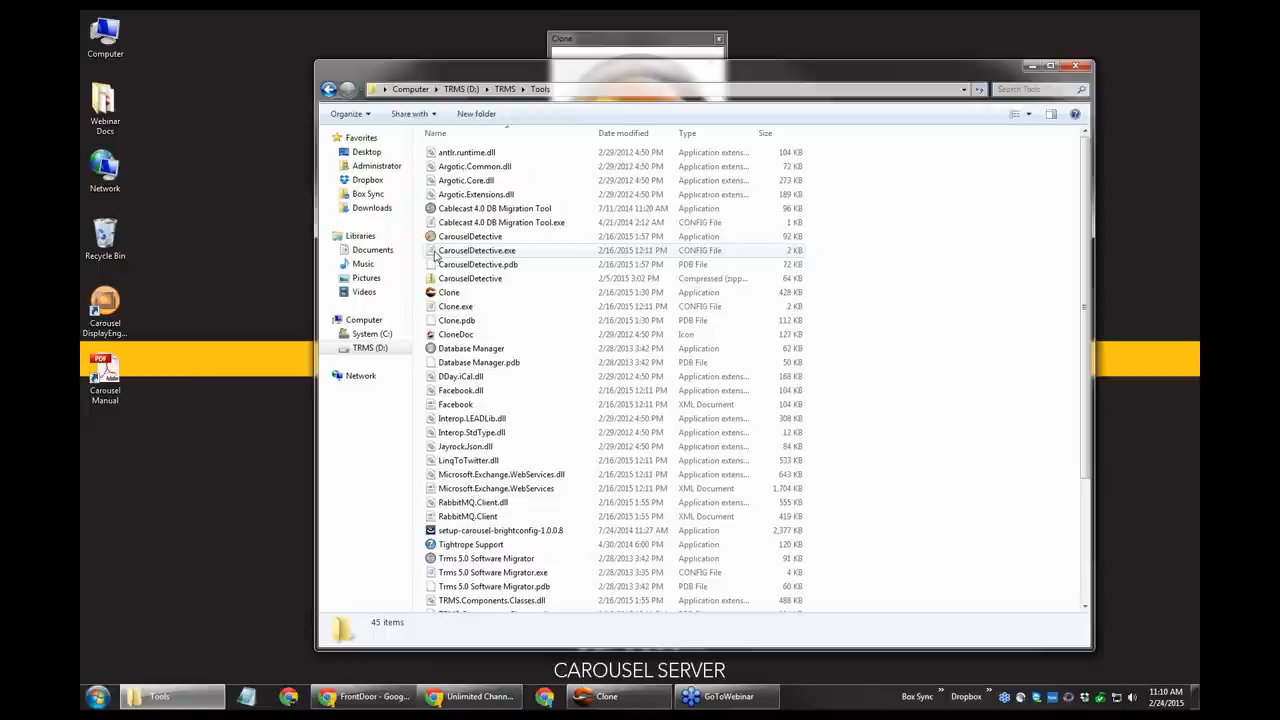 Computer
Webinar
Docs
Network
Recycle Bin
Carousel
DisplayEng...
Carousel
Manual
Clone
Computer TRMS (D:) TRMS Tools
Search Tools
Organize Share with New folder
Favorites
Desktop
Administrator
Dropbox
Box Sync
Downloads
Libraries
Documents
Music
Pictures
Videos
Computer
System (C:)
TRMS (D:)
Network
Name Date modified Type Size
antlr.runtime.dll 2/29/2012 4:50 PM Application extens... 104 KB
Argotic.Common.dll 2/29/2012 4:50 PM Application extens... 72 KB
Argotic.Core.dll 2/29/2012 4:50 PM Application extens... 273 KB
Argotic.Extensions.dll 2/29/2012 4:50 PM Application extens... 189 KB
Cablecast 4.0 DB Migration Tool 7/11/2014 11:20 AM Application 96 KB
Cablecast 4.0 DB Migration Tool.exe 4/21/2014 2:12 AM CONFIG File 1 KB
CarouselDetective 2/16/2015 1:57 PM Application 92 KB
CarouselDetective.exe 2/16/2015 12:11 PM CONFIG File 2 KB
CarouselDetective.pdb 2/16/2015 1:57 PM PDB File 72 KB
CarouselDetective 2/5/2015 3:02 PM Compressed (zipp... 64 KB
Clone 2/16/2015 1:30 PM Application 428 KB
Clone.exe 2/16/2015 12:11 PM CONFIG File 2 KB
Clone.pdb 2/16/2015 1:30 PM PDB File 112 KB
CloneDoc 2/29/2012 4:50 PM Icon 127 KB
Database Manager 2/28/2013 3:42 PM Application 62 KB
Database Manager.pdb 2/28/2013 3:42 PM PDB File 50 KB
DDay.iCal.dll 2/29/2012 4:50 PM Application extens... 168 KB
Facebook.dll 2/16/2015 12:11 PM Application extens... 104 KB
Facebook 2/16/2015 12:11 PM XML Document 104 KB
Interop.LEADLib.dll 2/29/2012 4:50 PM Application extens... 308 KB
Interop.StdType.dll 2/29/2012 4:50 PM Application extens... 12 KB
Jayrock.Json.dll 2/29/2012 4:50 PM Application extens... 84 KB
LinqToTwitter.dll 2/16/2015 12:11 PM Application extens... 533 KB
Microsoft.Exchange.WebServices.dll 2/16/2015 12:11 PM Application extens... 643 KB
Microsoft.Exchange.WebServices 2/16/2015 12:11 PM XML Document 1,704 KB
RabbitMQ.Client.dll 2/16/2015 1:55 PM Application extens... 555 KB
RabbitMQ.Client 2/16/2015 1:55 PM XML Document 419 KB
setup-carousel-brightconfig-1.0.0.8 7/24/2014 11:27 AM Application 2,377 KB
Tightrope Support 4/30/2014 6:00 PM Application 120 KB
Trms 5.0 Software Migrator 2/28/2013 3:42 PM Application 91 KB
Trms 5.0 Software Migrator.exe 2/28/2013 3:35 PM CONFIG File 4 KB
Trms 5.0 Software Migrator.pdb 2/28/2013 3:42 PM PDB File 60 KB
TRMS.Components.Classes.dll 2/16/2015 1:55 PM Application extens... 488 KB
45 items
CAROUSEL SERVER
Tools FrontDoor - Goog... Unlimited Chann... Clone GoToWebinar Box Sync » Dropbox » 11:10 AM
2/24/2015